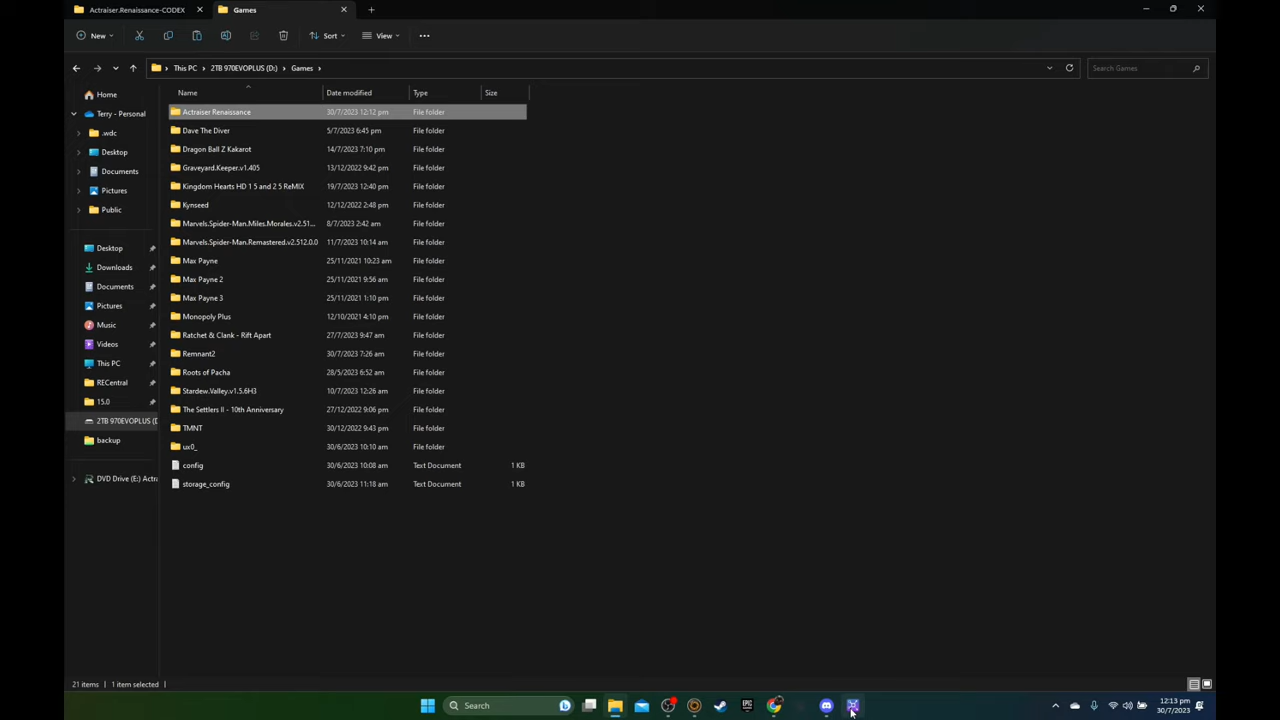 Actraiser.Renaissance-CODEX
Games
New
Sort
View
This PC
2TB 970EVOPLUS (D:)
Games
Search Games
Name
Date modified
Type
Size
Home
Terry - Personal
.wdc
Desktop
Documents
Pictures
Public
Desktop
Downloads
Documents
Pictures
Music
Videos
This PC
RECentral
15.0
2TB 970EVOPLUS (D
backup
DVD Drive (E:) Actra
Actraiser Renaissance 30/7/2023 12:12 pm File folder
Dave The Diver 5/7/2023 6:45 pm File folder
Dragon Ball Z Kakarot 14/7/2023 7:10 pm File folder
Graveyard.Keeper.v1.405 13/12/2022 9:42 pm File folder
Kingdom Hearts HD 1 5 and 2 5 ReMIX 19/7/2023 12:40 pm File folder
Kynseed 12/12/2022 2:48 pm File folder
Marvels.Spider-Man.Miles.Morales.v2.51... 8/7/2023 2:42 am File folder
Marvels.Spider-Man.Remastered.v2.512.0.0 11/7/2023 10:14 am File folder
Max Payne 25/11/2021 10:23 am File folder
Max Payne 2 25/11/2021 9:56 am File folder
Max Payne 3 25/11/2021 1:10 pm File folder
Monopoly Plus 12/10/2021 4:10 pm File folder
Ratchet & Clank - Rift Apart 27/7/2023 9:47 am File folder
Remnant2 30/7/2023 7:26 am File folder
Roots of Pacha 28/5/2023 6:52 am File folder
Stardew.Valley.v1.5.6H3 10/7/2023 12:26 am File folder
The Settlers II - 10th Anniversary 27/12/2022 9:06 pm File folder
TMNT 30/12/2022 9:43 pm File folder
ux0_ 30/6/2023 10:10 am File folder
config 30/6/2023 10:08 am Text Document 1 KB
storage_config 30/6/2023 11:18 am Text Document 1 KB
21 items
1 item selected
Search
EPIC
12:13 pm
30/7/2023